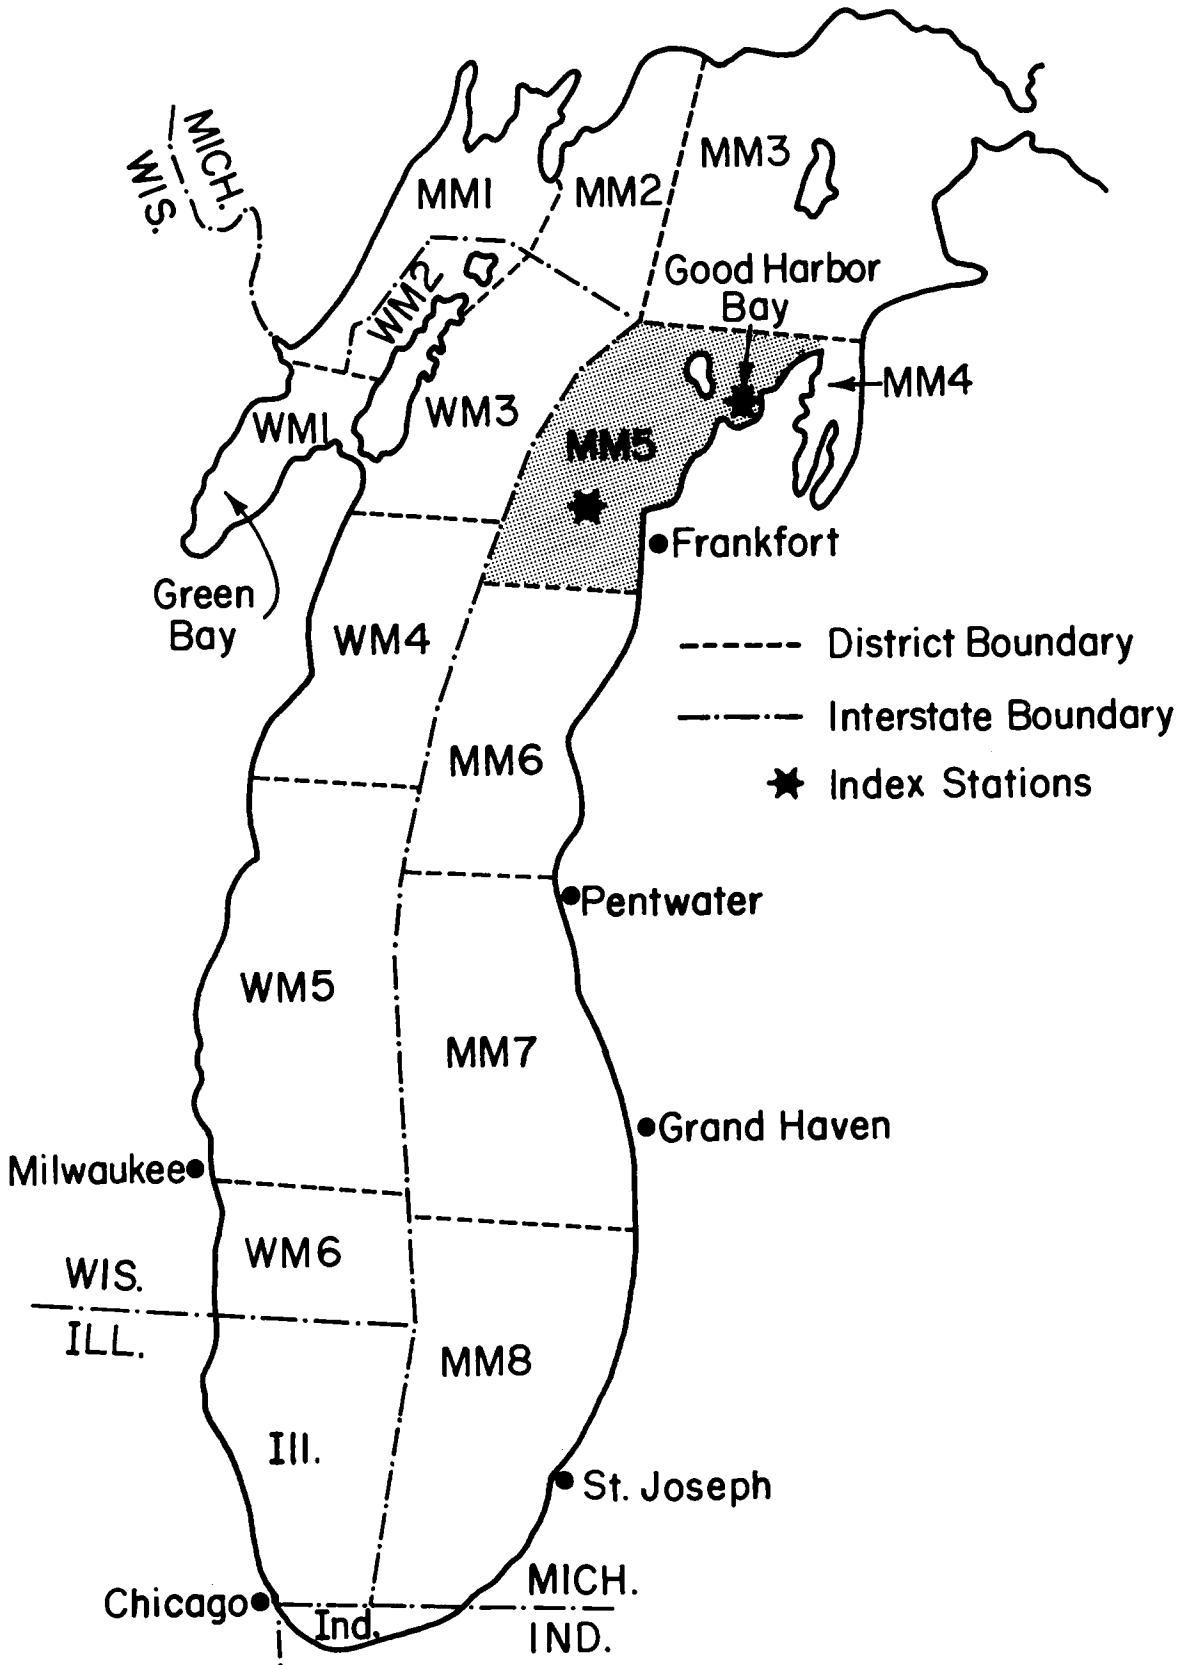 MICH.
WIS.
MM1
MM2
MM3
WM2
Good Harbor
Bay
MM4
WM1
WM3
MM5
Frankfort
Green
Bay
WM4
District Boundary
Interstate Boundary
Index Stations
MM6
Pentwater
WM5
MM7
Grand Haven
Milwaukee
WM6
WIS.
ILL.
MM8
Ill.
St. Joseph
Chicago
MICH.
Ind.
IND.